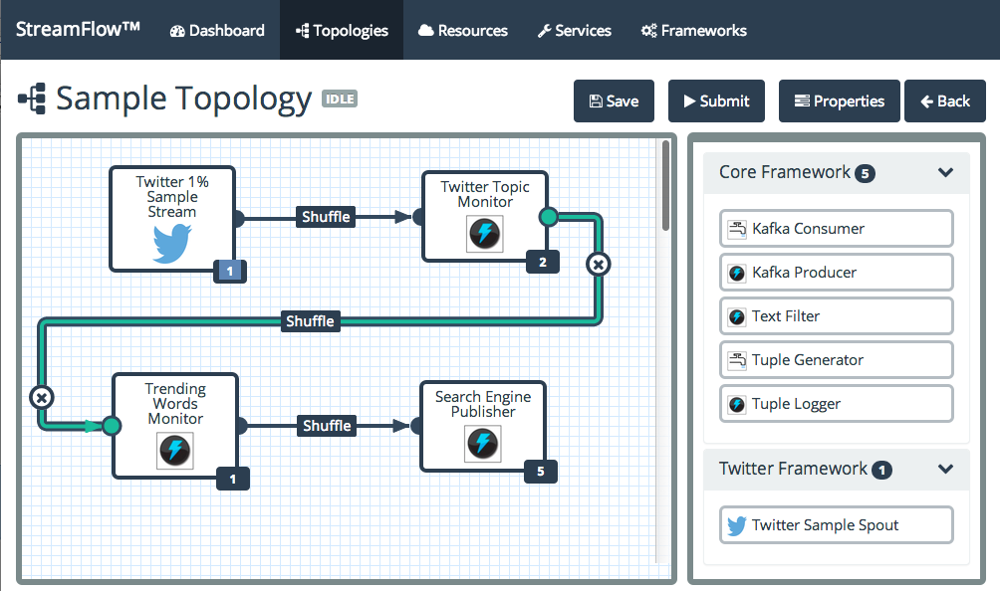 StreamFlow™ Dashboard Topologies Resources Services Frameworks
Sample Topology IDLE Save Submit Properties Back
Twitter 1%
Sample
Stream
1
Shuffle
Twitter Topic
Monitor
2
Shuffle
Trending
Words
Monitor
1
Shuffle
Search Engine
Publisher
5
Core Framework 5
Kafka Consumer
Kafka Producer
Text Filter
Tuple Generator
Tuple Logger
Twitter Framework 1
Twitter Sample Spout